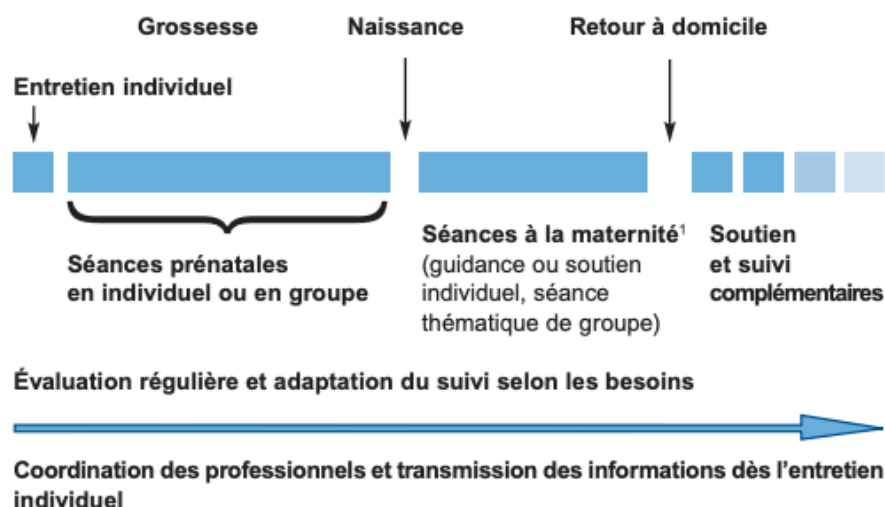 Grossesse Naissance Retour à domicile
Entretien individuel
Séances prénatales
en individuel ou en groupe
Séances à la maternité¹
(guidance ou soutien
individuel, séance
thématique de groupe)
Soutien
et suivi
complémentaires
Évaluation régulière et adaptation du suivi selon les besoins
Coordination des professionnels et transmission des informations dès l'entretien
individuel